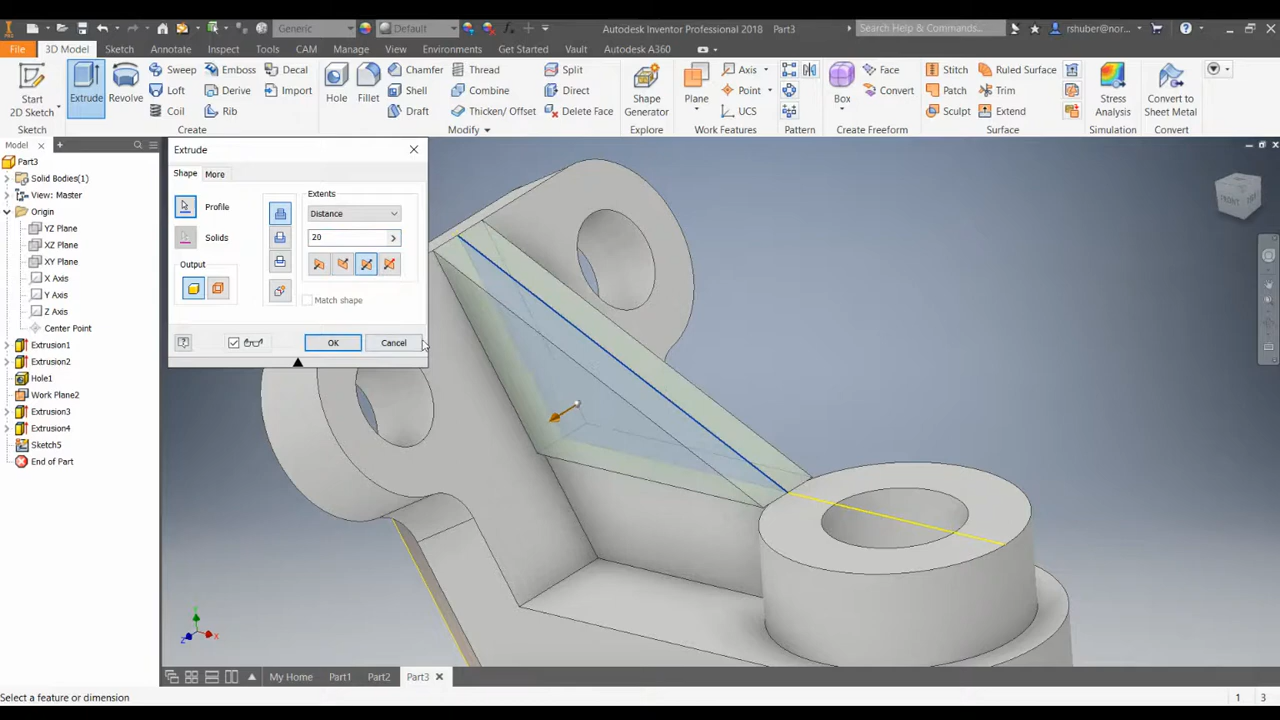 Generic
Default
Autodesk Inventor Professional 2018 Part3
Search Help & Commands...
rshuber@nor...
File 3D Model Sketch Annotate Inspect Tools CAM Manage View Environments Get Started Vault Autodesk A360
Start 2D Sketch
Sketch
Extrude
Revolve
Sweep Emboss Decal
Loft Derive Import
Coil Rib
Create
Hole
Fillet
Chamfer Thread Split
Shell Combine Direct
Draft Thicken/ Offset Delete Face
Modify
Shape Generator
Explore
Plane
Axis
Point
UCS
Work Features
Pattern
Box
Face
Convert
Create Freeform
Stitch Ruled Surface
Patch Trim
Sculpt Extend
Surface
Stress Analysis
Simulation
Convert to Sheet Metal
Convert
Model
Part3
Solid Bodies(1)
View: Master
Origin
YZ Plane
XZ Plane
XY Plane
X Axis
Y Axis
Z Axis
Center Point
Extrusion1
Extrusion2
Hole1
Work Plane2
Extrusion3
Extrusion4
Sketch5
End of Part
Extrude
Shape More
Profile
Solids
Output
Extents
Distance
20
Match shape
OK Cancel
FRONT
Y
Z X
My Home Part1 Part2 Part3
Select a feature or dimension
1 3